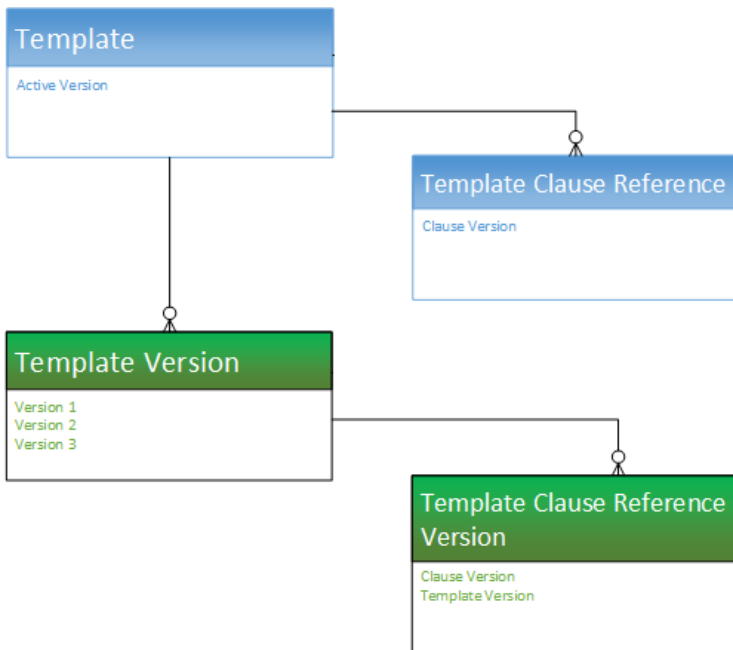 Template
Active Version
Template Clause Reference
Clause Version
Template Version
Version 1
Version 2
Version 3
Template Clause Reference
Version
Clause Version
Template Version